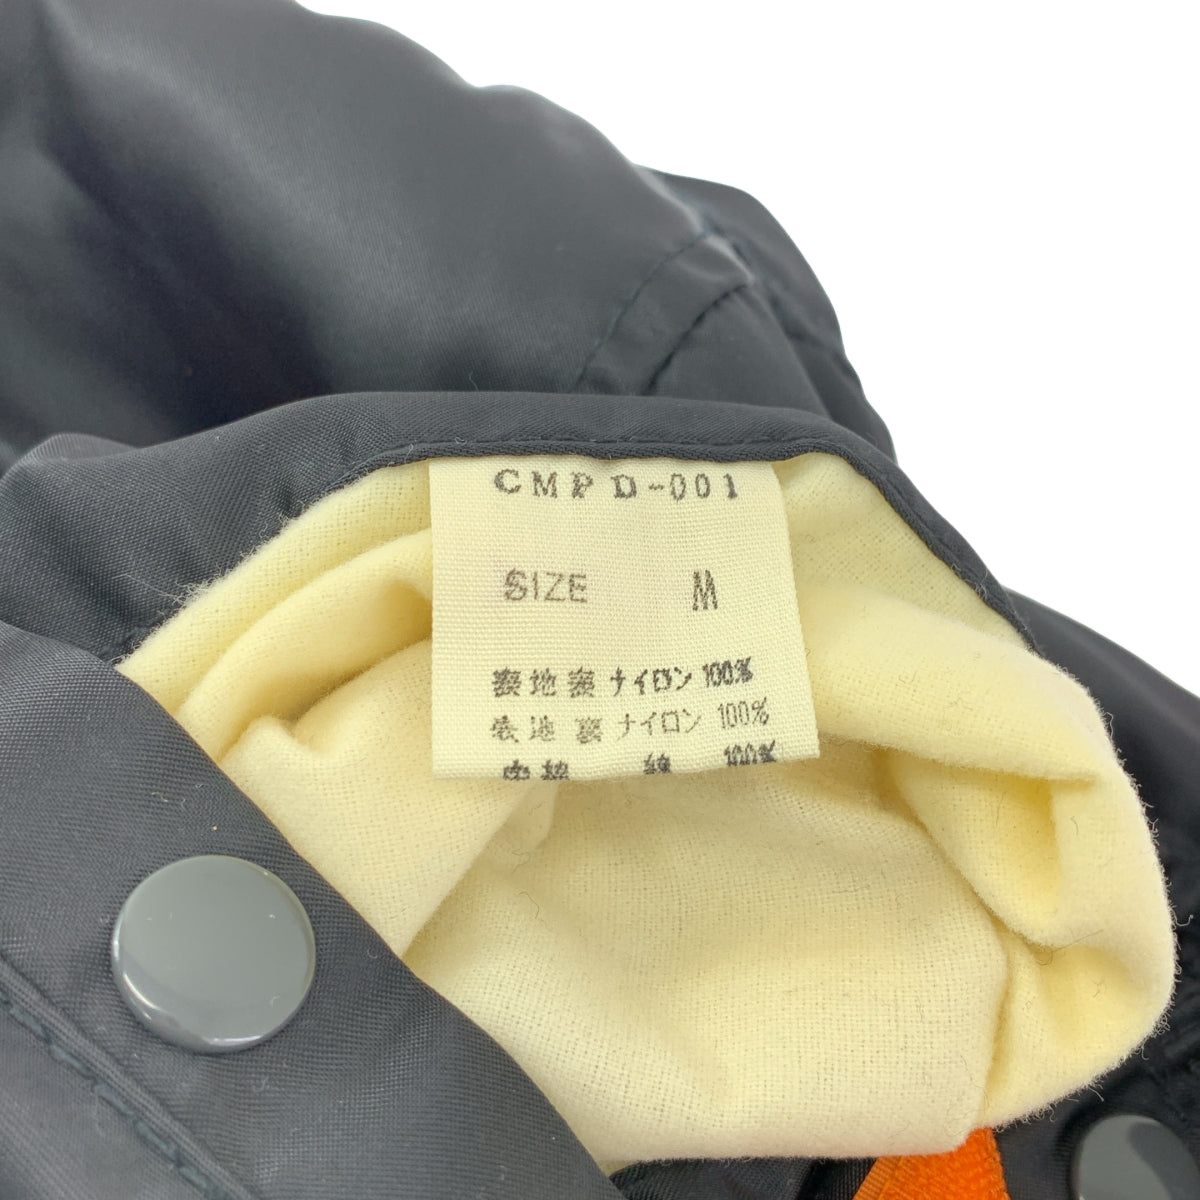 CMPD-001
SIZE M
表地表 ナイロン 100%
表地裏 ナイロン 100%
中綿 綿 100%